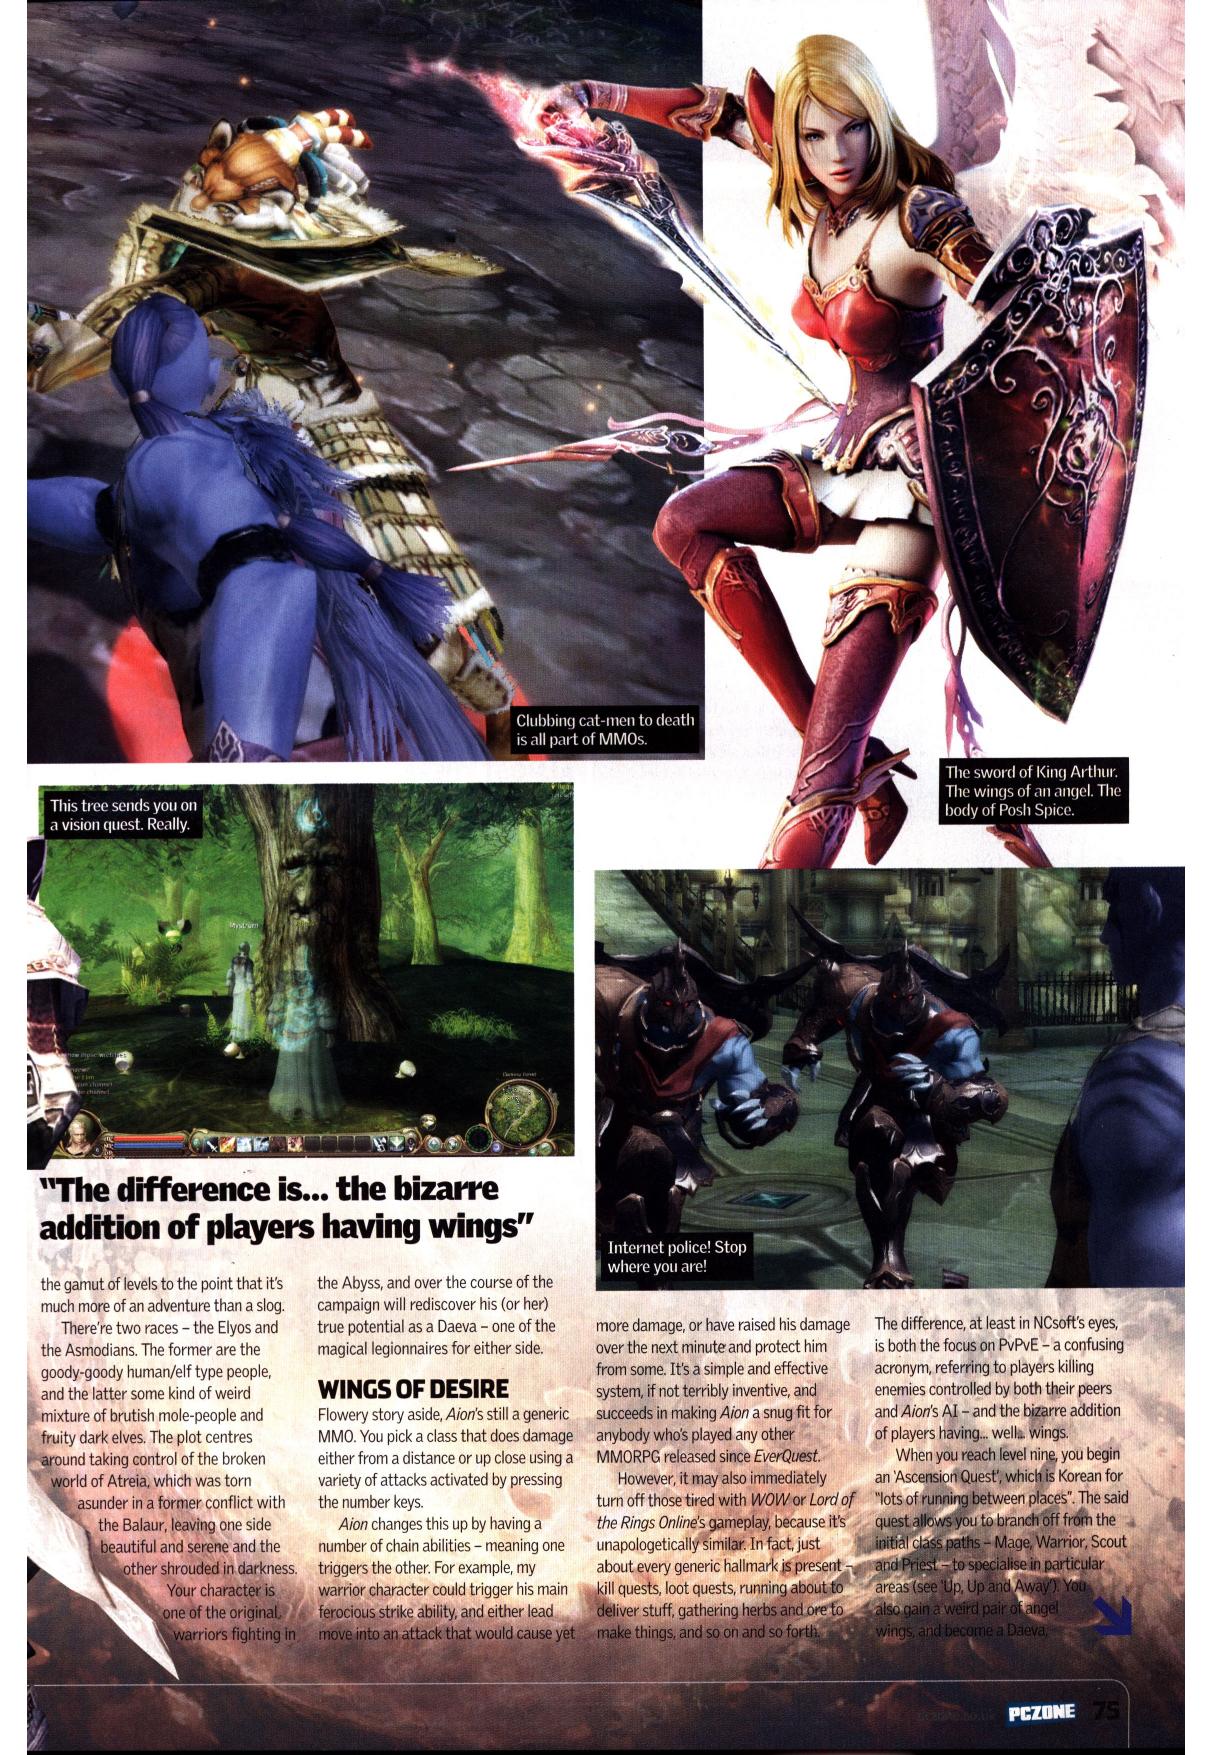 Clubbing cat-men to death
is all part of MMOs.
The sword of King Arthur.
The wings of an angel. The
body of Posh Spice.
This tree sends you on
a vision quest. Really.
Mystrum
Internet police! Stop
where you are!
“The difference is... the bizarre
addition of players having wings”
the gamut of levels to the point that it's
much more of an adventure than a slog.
There're two races – the Elyos and
the Asmodians. The former are the
goody-goody human/elf type people,
and the latter some kind of weird
mixture of brutish mole-people and
fruity dark elves. The plot centres
around taking control of the broken
world of Atreia, which was torn
asunder in a former conflict with
the Balaur, leaving one side
beautiful and serene and the
other shrouded in darkness.
Your character is
one of the original,
warriors fighting in
the Abyss, and over the course of the
campaign will rediscover his (or her)
true potential as a Daeva – one of the
magical legionnaires for either side.
WINGS OF DESIRE
Flowery story aside, Aion's still a generic
MMO. You pick a class that does damage
either from a distance or up close using a
variety of attacks activated by pressing
the number keys.
Aion changes this up by having a
number of chain abilities – meaning one
triggers the other. For example, my
warrior character could trigger his main
ferocious strike ability, and either lead
move into an attack that would cause yet
more damage, or have raised his damage
over the next minute and protect him
from some. It's a simple and effective
system, if not terribly inventive, and
succeeds in making Aion a snug fit for
anybody who's played any other
MMORPG released since EverQuest.
However, it may also immediately
turn off those tired with WOW or Lord of
the Rings Online's gameplay, because it's
unapologetically similar. In fact, just
about every generic hallmark is present –
kill quests, loot quests, running about to
deliver stuff, gathering herbs and ore to
make things, and so on and so forth.
The difference, at least in NCsoft's eyes,
is both the focus on PvPvE – a confusing
acronym, referring to players killing
enemies controlled by both their peers
and Aion's AI – and the bizarre addition
of players having... well... wings.
When you reach level nine, you begin
an 'Ascension Quest', which is Korean for
“lots of running between places”. The said
quest allows you to branch off from the
initial class paths – Mage, Warrior, Scout
and Priest – to specialise in particular
areas (see 'Up, Up and Away'). You
also gain a weird pair of angel
wings, and become a Daeva,
PCZONE 75